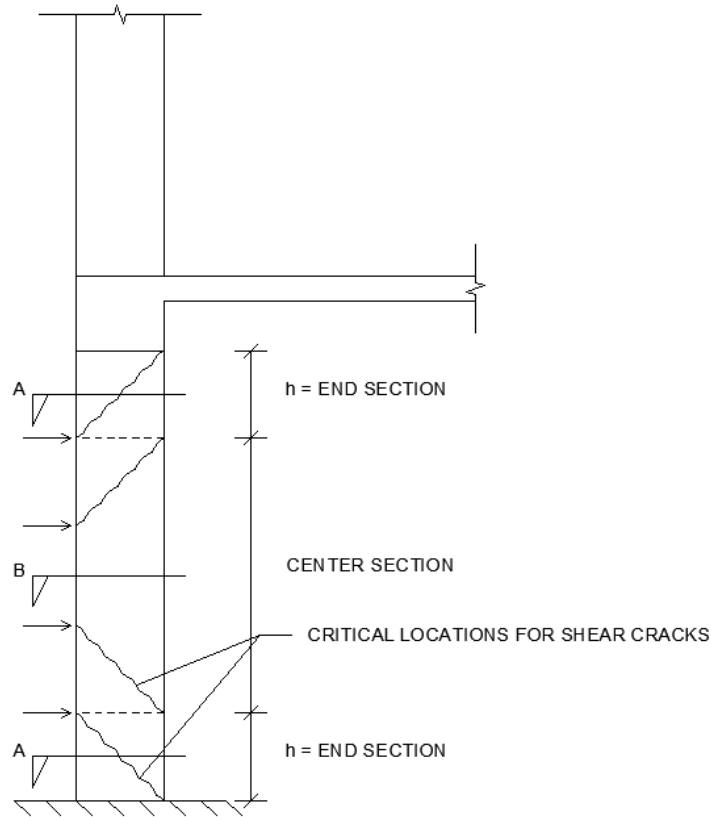 A
h = END SECTION
B
CENTER SECTION
CRITICAL LOCATIONS FOR SHEAR CRACKS
A
h = END SECTION